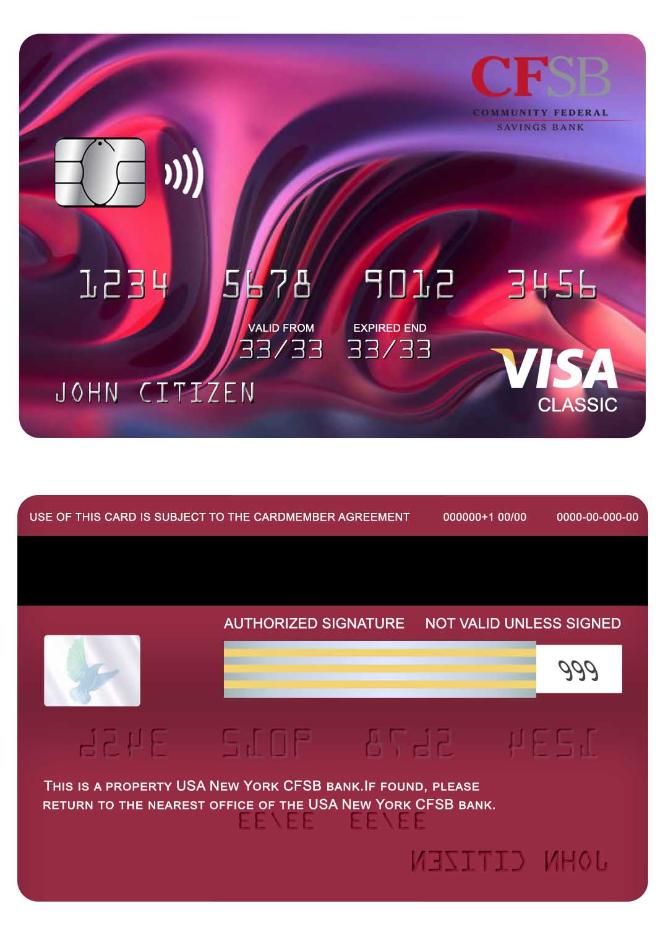 CFSB
COMMUNITY FEDERAL
SAVINGS BANK
1234 5678 9012 3456
VALID FROM EXPIRED END
33/33 33/33
JOHN CITIZEN
VISA
CLASSIC
USE OF THIS CARD IS SUBJECT TO THE CARDMEMBER AGREEMENT 000000+1 00/00 0000-00-000-00
AUTHORIZED SIGNATURE NOT VALID UNLESS SIGNED
999
1234 5678 9012 3456
THIS IS A PROPERTY USA NEW YORK CFSB BANK.IF FOUND, PLEASE
RETURN TO THE NEAREST OFFICE OF THE USA NEW YORK CFSB BANK.
33/33 33/33
JOHN CITIZEN